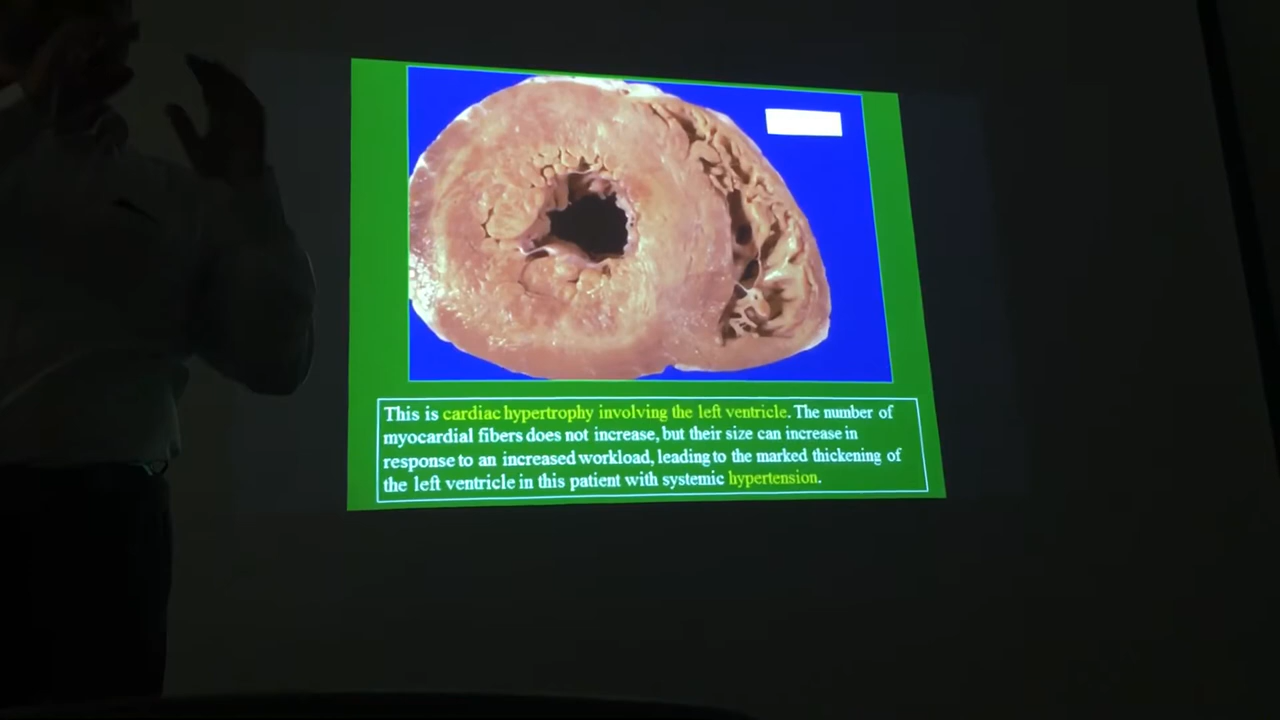 This is cardiac hypertrophy involving the left ventricle. The number of
myocardial fibers does not increase, but their size can increase in
response to an increased workload, leading to the marked thickening of
the left ventricle in this patient with systemic hypertension.